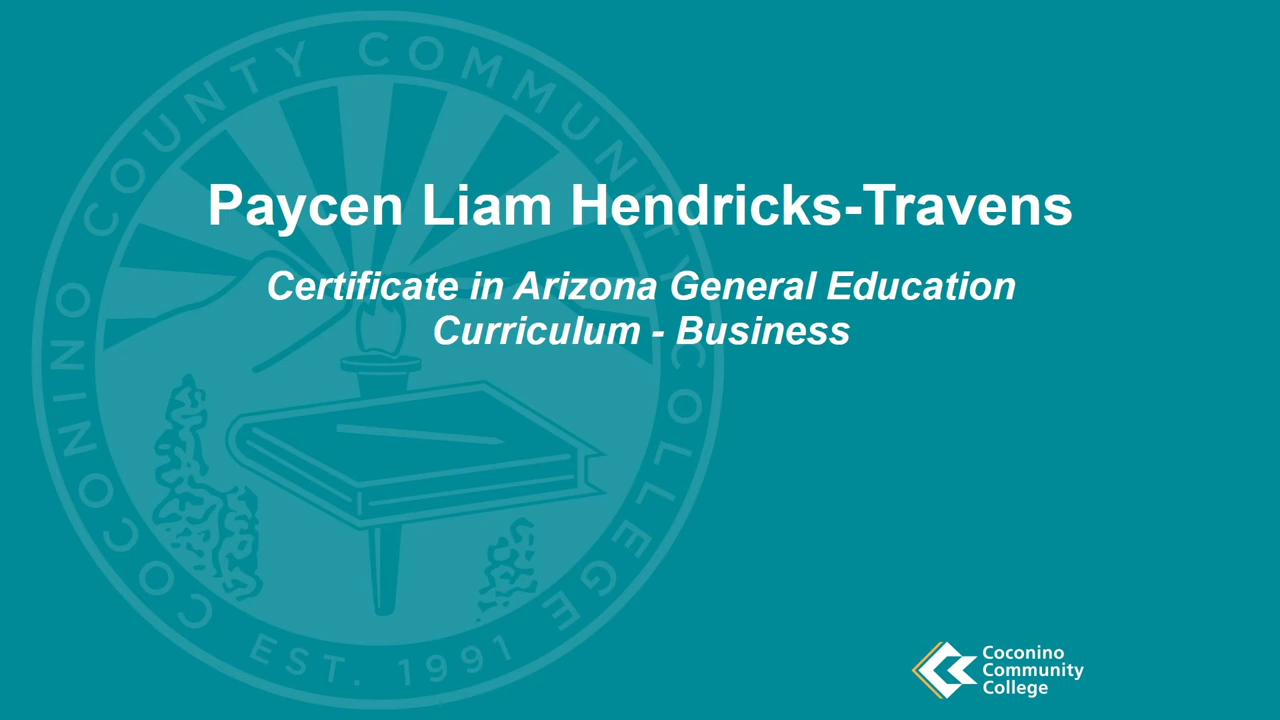 COCONINO COUNTY COMMUNITY COLLEGE
Paycen Liam Hendricks-Travens
Certificate in Arizona General Education
Curriculum - Business
EST. 1991
Coconino
Community
College